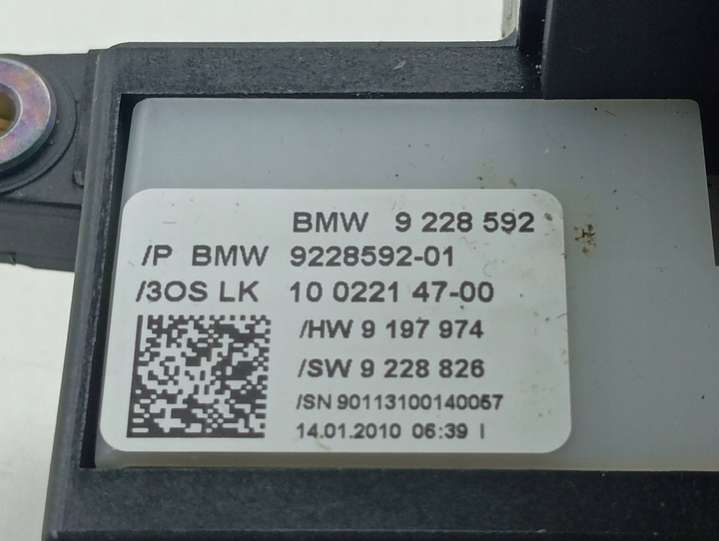 BMW 9 228 592
/P BMW 9228592-01
/3OS LK 10 0221 47-00
/HW 9 197 974
/SW 9 228 826
/SN 90113100140057
14.01.2010 06:39 I